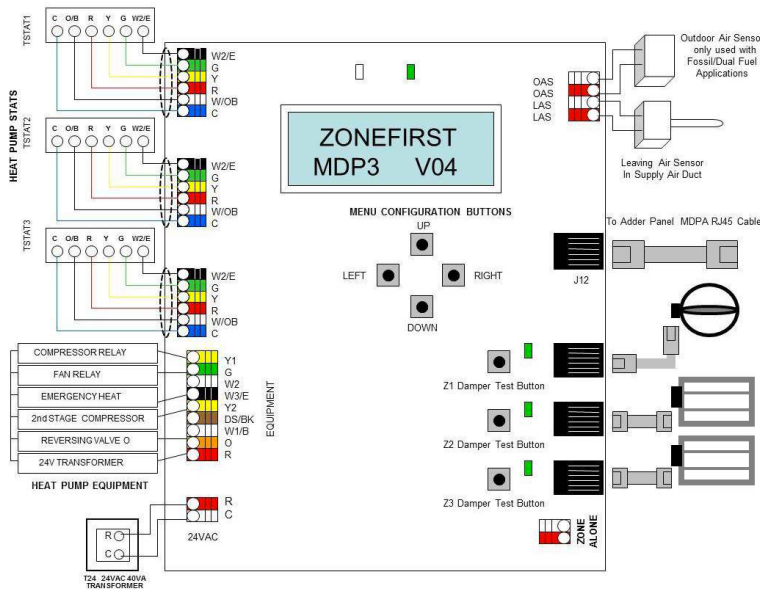 HEAT PUMP STATS
TSTAT1
C O/B R Y G W2/E
W2/E
G
Y
R
W/OB
C
TSTAT2
C O/B R Y G W2/E
W2/E
G
Y
R
W/OB
C
TSTAT3
C O/B R Y G W2/E
W2/E
G
Y
R
W/OB
C
COMPRESSOR RELAY
FAN RELAY
EMERGENCY HEAT
2nd STAGE COMPRESSOR
REVERSING VALVE O
24V TRANSFORMER
HEAT PUMP EQUIPMENT
Y1
G
W2
W3/E
Y2
DS/BK
W1/B
O
R
EQUIPMENT
R
C
24VAC
R
C
T24 24VAC 40VA
TRANSFORMER
ZONEFIRST
MDP3 V04
MENU CONFIGURATION BUTTONS
UP
LEFT
RIGHT
DOWN
OAS
OAS
LAS
LAS
Outdoor Air Sensor
only used with
Fossil/Dual Fuel
Applications
Leaving Air Sensor
In Supply Air Duct
To Adder Panel MDPA RJ45 Cable
J12
Z1 Damper Test Button
Z2 Damper Test Button
Z3 Damper Test Button
ZONE
ALONE